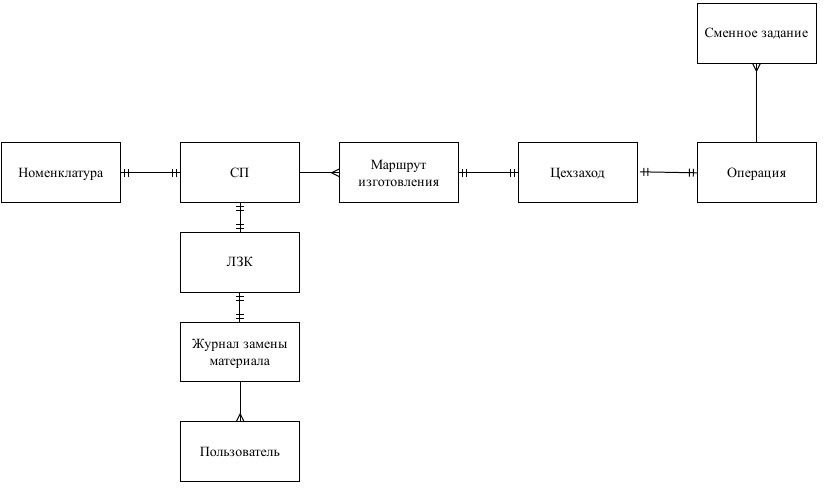 Сменное задание
Номенклатура
СП
Маршрут
изготовления
Цехзаход
Операция
ЛЗК
Журнал замены
материала
Пользователь